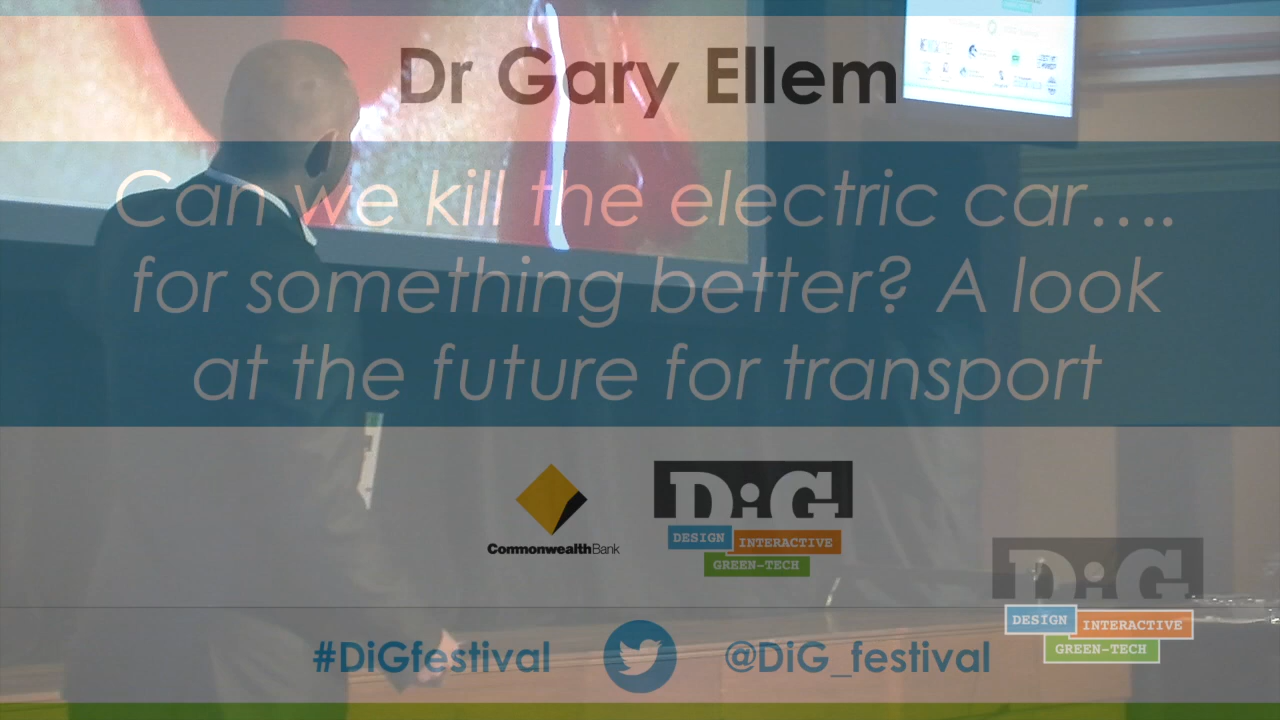 Dr Gary Ellem
Can we kill the electric car....
for something better? A look
at the future for transport
CommonwealthBank
DiG
DESIGN
INTERACTIVE
GREEN-TECH
DiG
DESIGN
INTERACTIVE
GREEN-TECH
#DiGfestival
@DiG_festival